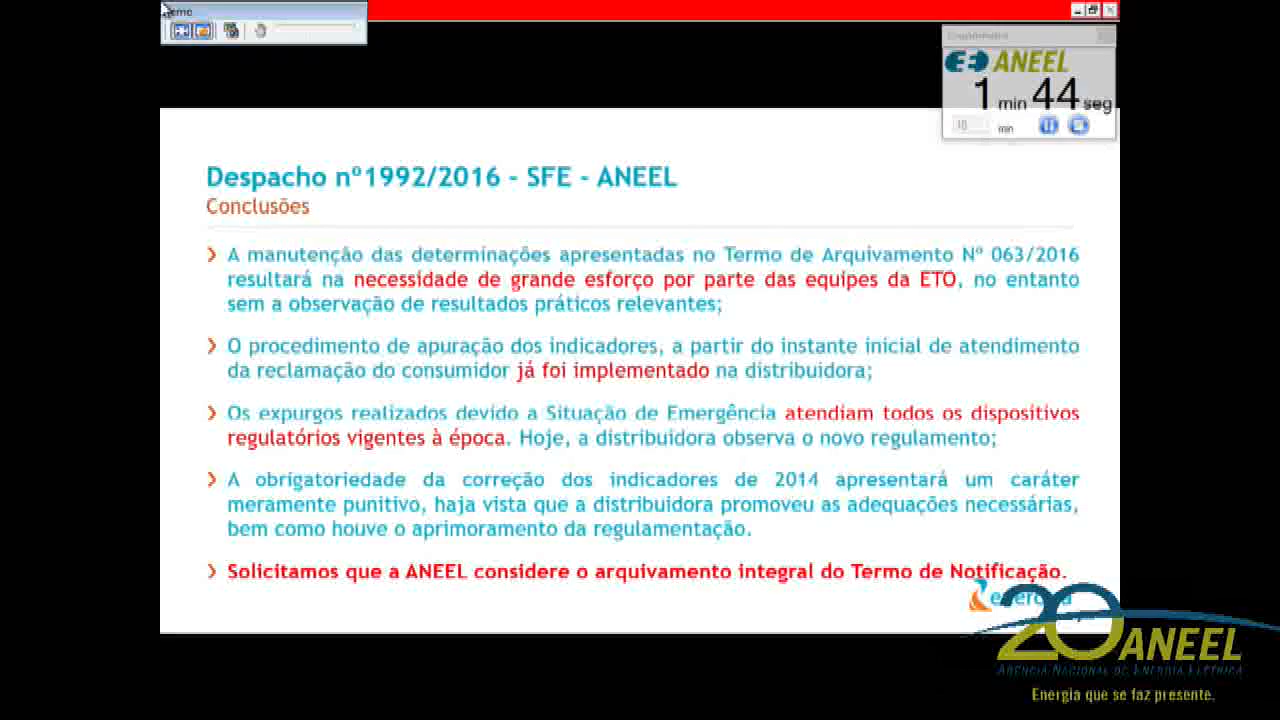 ANEEL
1 min 44 seg
min
Despacho nº1992/2016 - SFE - ANEEL
Conclusões
A manutenção das determinações apresentadas no Termo de Arquivamento Nº 063/2016
resultará na necessidade de grande esforço por parte das equipes da ETO, no entanto
sem a observação de resultados práticos relevantes;
O procedimento de apuração dos indicadores, a partir do instante inicial de atendimento
da reclamação do consumidor já foi implementado na distribuidora;
Os expurgos realizados devido a Situação de Emergência atendiam todos os dispositivos
regulatórios vigentes à época. Hoje, a distribuidora observa o novo regulamento;
A obrigatoriedade da correção dos indicadores de 2014 apresentará um caráter
meramente punitivo, haja vista que a distribuidora promoveu as adequações necessárias,
bem como houve o aprimoramento da regulamentação.
Solicitamos que a ANEEL considere o arquivamento integral do Termo de Notificação.
20 ANEEL
AGÊNCIA NACIONAL DE ENERGIA ELÉTRICA
Energia que se faz presente.